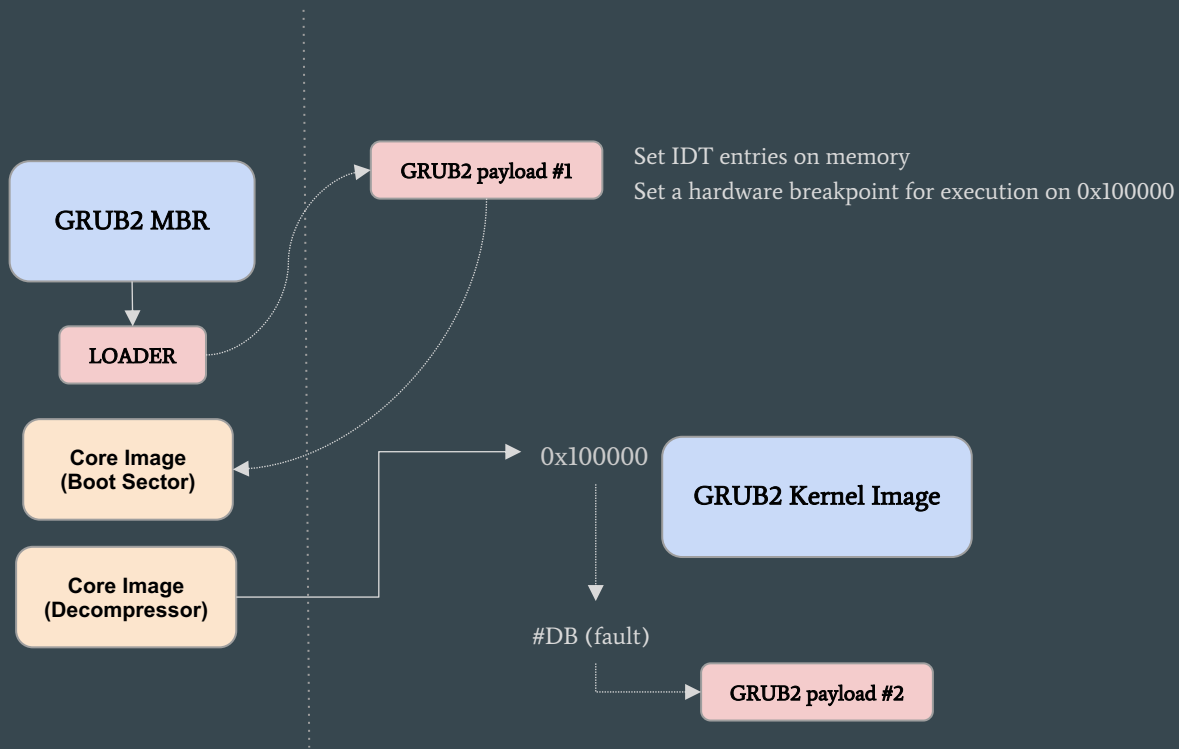 GRUB2 payload #1
Set IDT entries on memory
Set a hardware breakpoint for execution on 0x100000
GRUB2 MBR
LOADER
Core Image
(Boot Sector)
0x100000
GRUB2 Kernel Image
Core Image
(Decompressor)
#DB (fault)
GRUB2 payload #2